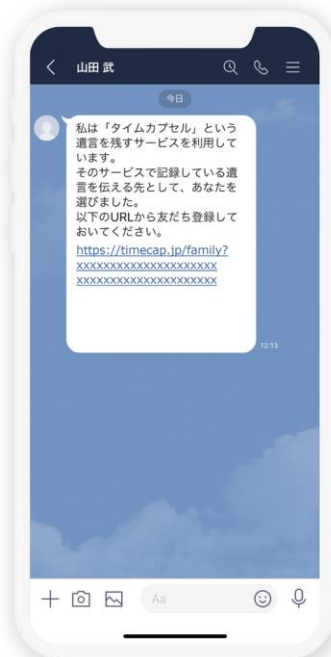 山田 武
今日
私は「タイムカプセル」という
遺言を残すサービスを利用して
います。
そのサービスで記録している遺
言を伝える先として、あなたを
選びました。
以下のURLから友だち登録して
おいてください。
https://timecap.jp/family?
xxxxxxxxxxxxxxxxxxxxx
xxxxxxxxxxxxxxxxxxxxx
12:13
Aa